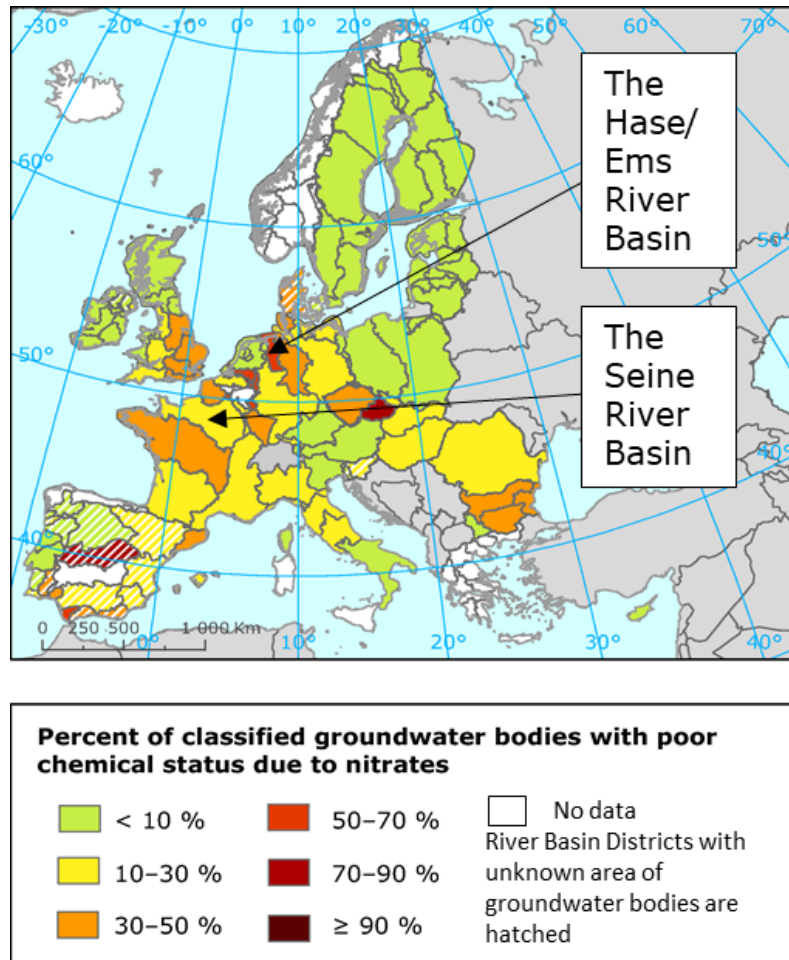 -30°
-20°
-10°
0°
10°
20°
30°
40°
50°
60°
70°
60°
50°
40°
50°
40°
0
250
500
1 000 Km
0°
10°
20°
30°
40°
The
Hase/
Ems
River
Basin
The
Seine
River
Basin
Percent of classified groundwater bodies with poor
chemical status due to nitrates
< 10 %
10–30 %
30–50 %
50–70 %
70–90 %
≥ 90 %
No data
River Basin Districts with
unknown area of
groundwater bodies are
hatched